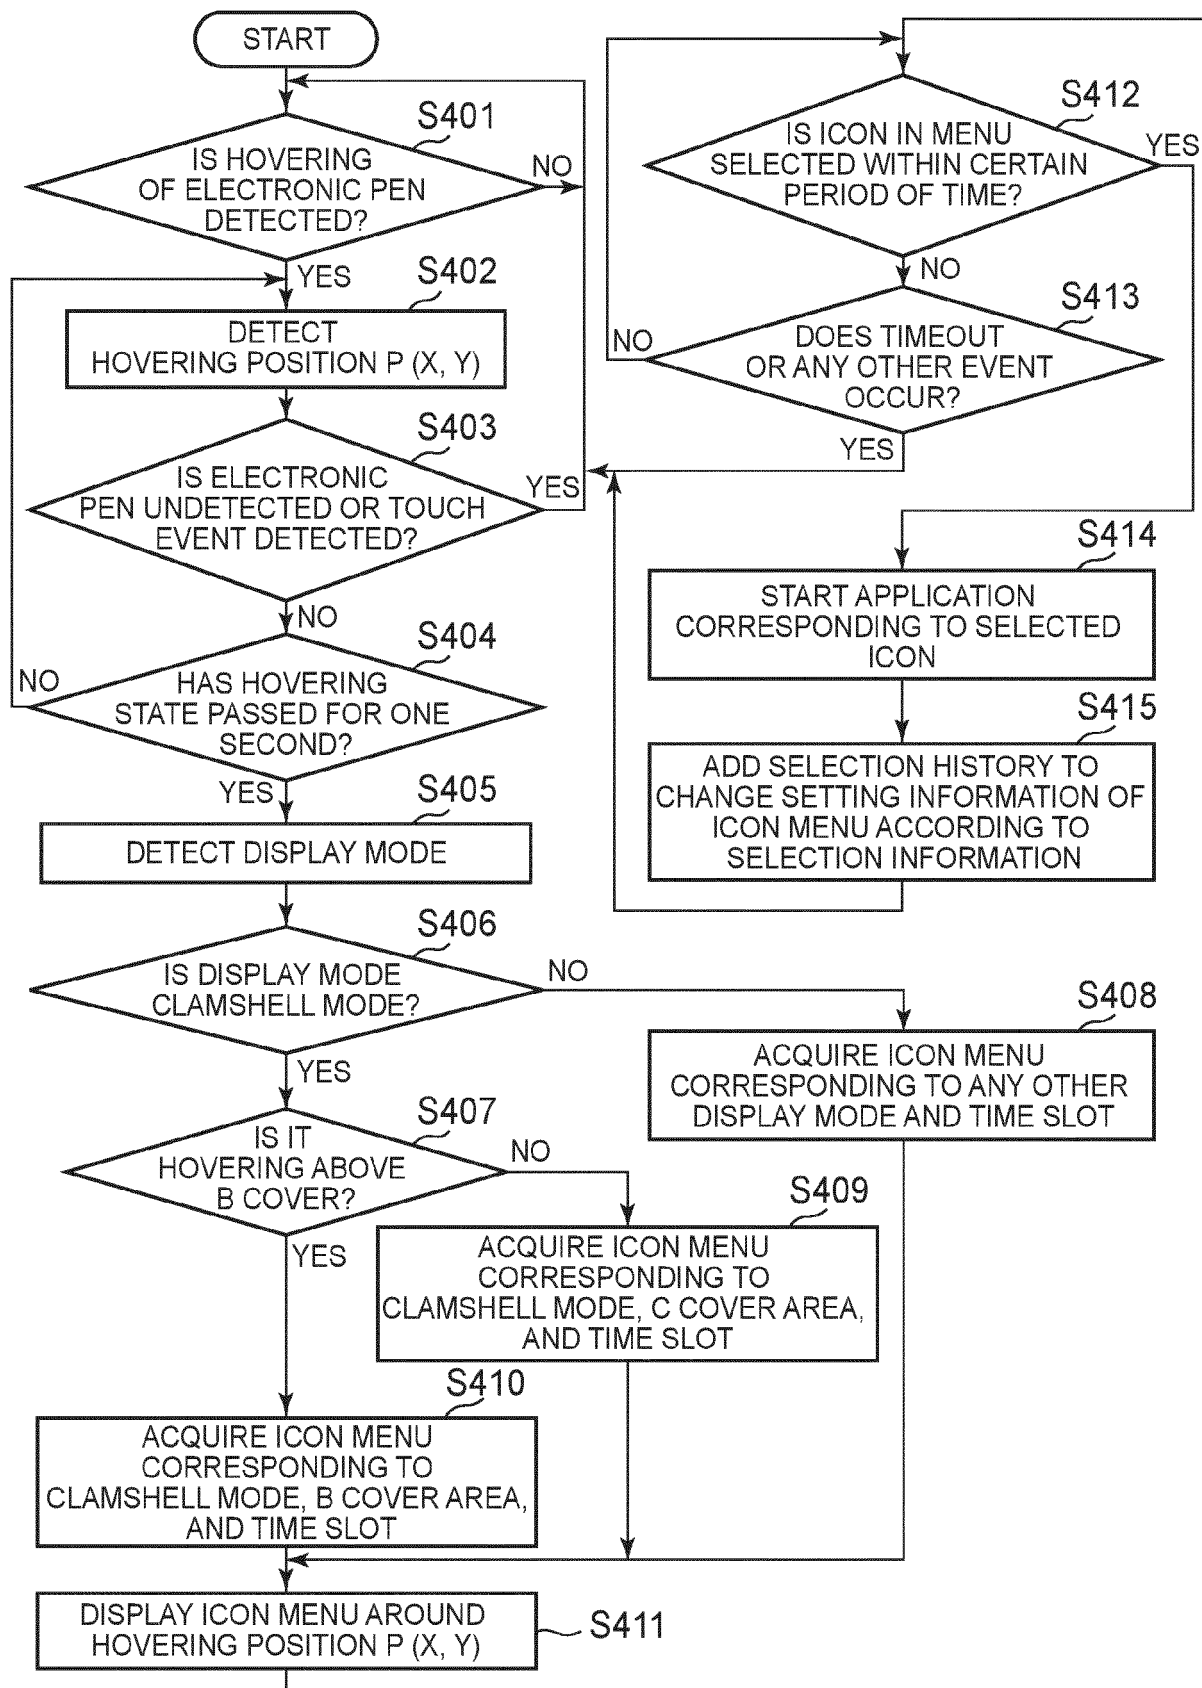 START
S401
IS HOVERING
OF ELECTRONIC PEN
DETECTED?
NO
YES
S402
DETECT
HOVERING POSITION P (X, Y)
S403
IS ELECTRONIC
PEN UNDETECTED OR TOUCH
EVENT DETECTED?
YES
NO
S404
HAS HOVERING
STATE PASSED FOR ONE
SECOND?
NO
YES
S405
DETECT DISPLAY MODE
S406
IS DISPLAY MODE
CLAMSHELL MODE?
NO
YES
S407
IS IT
HOVERING ABOVE
B COVER?
NO
YES
S408
ACQUIRE ICON MENU
CORRESPONDING TO ANY OTHER
DISPLAY MODE AND TIME SLOT
S409
ACQUIRE ICON MENU
CORRESPONDING TO
CLAMSHELL MODE, C COVER AREA,
AND TIME SLOT
S410
ACQUIRE ICON MENU
CORRESPONDING TO
CLAMSHELL MODE, B COVER AREA,
AND TIME SLOT
DISPLAY ICON MENU AROUND
HOVERING POSITION P (X, Y)
S411
S412
IS ICON IN MENU
SELECTED WITHIN CERTAIN
PERIOD OF TIME?
YES
NO
S413
DOES TIMEOUT
OR ANY OTHER EVENT
OCCUR?
NO
YES
S414
START APPLICATION
CORRESPONDING TO SELECTED
ICON
S415
ADD SELECTION HISTORY TO
CHANGE SETTING INFORMATION OF
ICON MENU ACCORDING TO
SELECTION INFORMATION